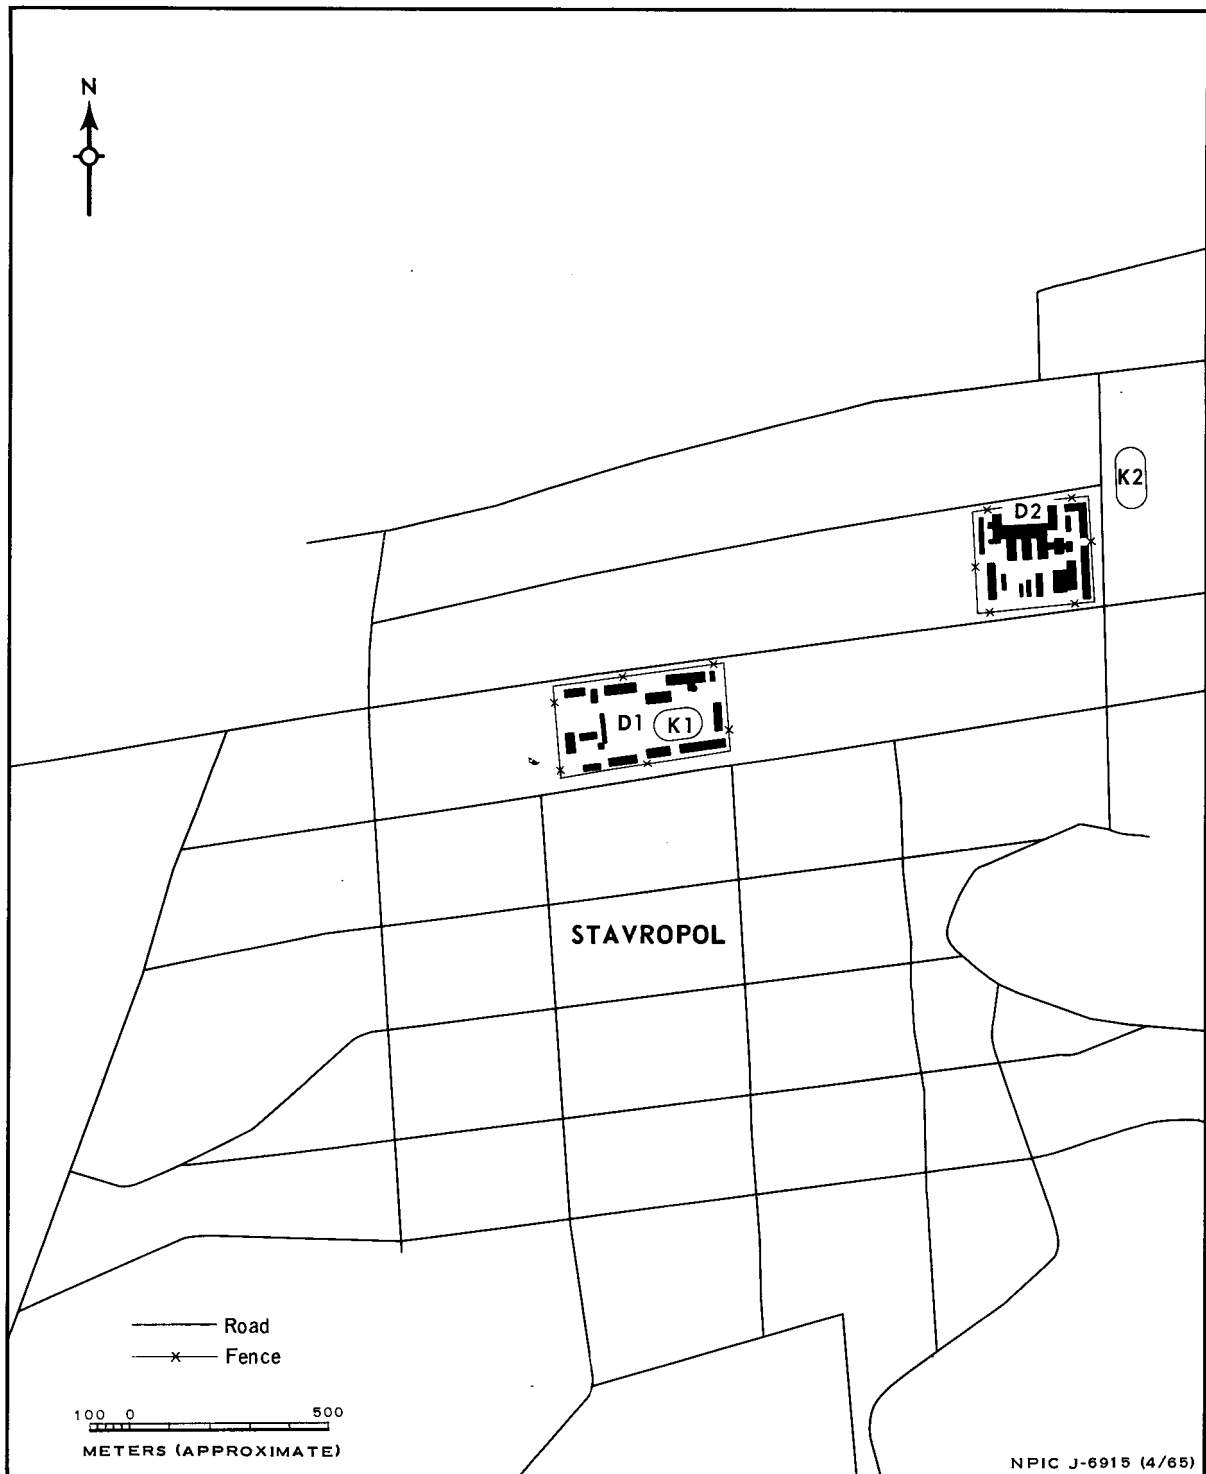 N
K2
D2
D1
K1
STAVROPOL
Road
Fence
100 0 500
METERS (APPROXIMATE)
NPIC J-6915 (4/65)